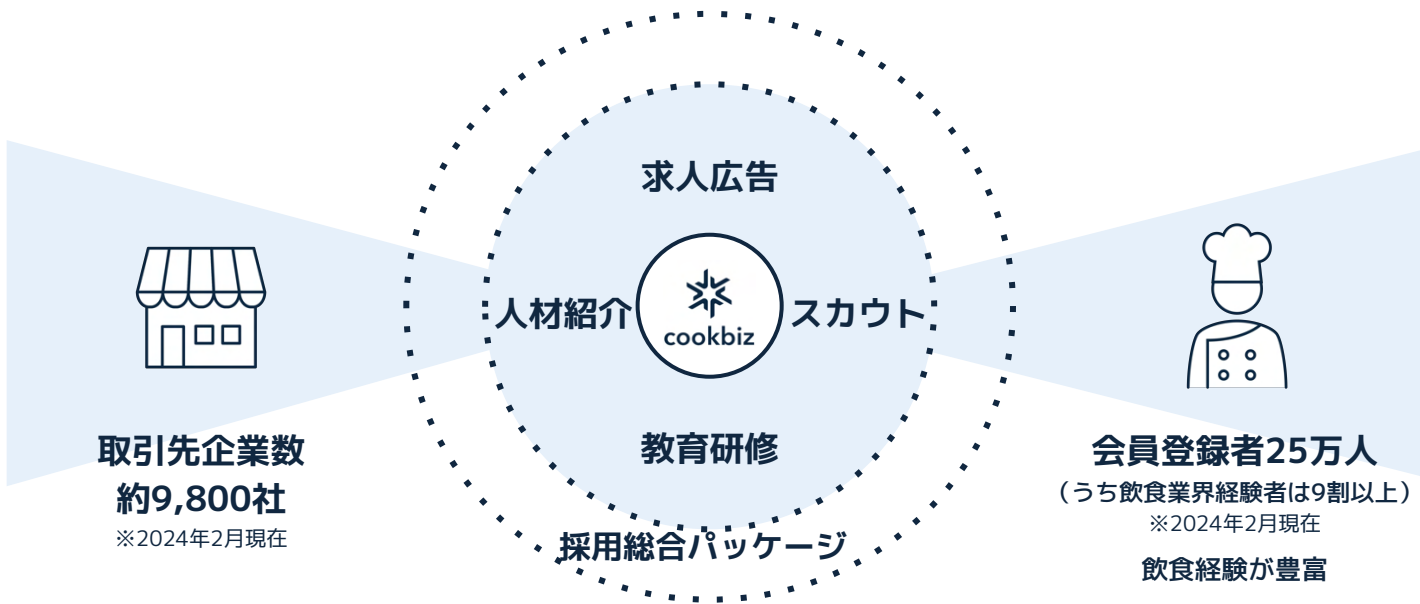 求人広告
人材紹介
cookbiz
スカウト
教育研修
採用総合パッケージ
取引先企業数
約9,800社
※2024年2月現在
会員登録者25万人
（うち飲食業界経験者は9割以上）
※2024年2月現在
飲食経験が豊富